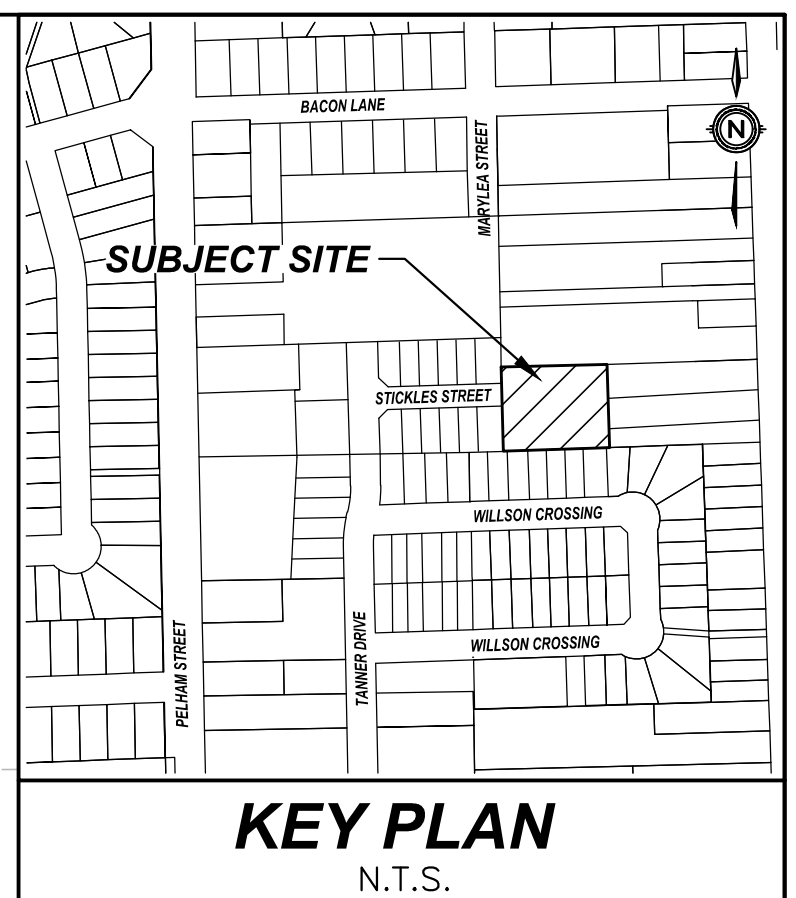 BACON LANE
MARYLEA STREET
N
SUBJECT SITE
STICKLES STREET
WILLSON CROSSING
PELHAM STREET
TANNER DRIVE
WILLSON CROSSING
KEY PLAN
N.T.S.